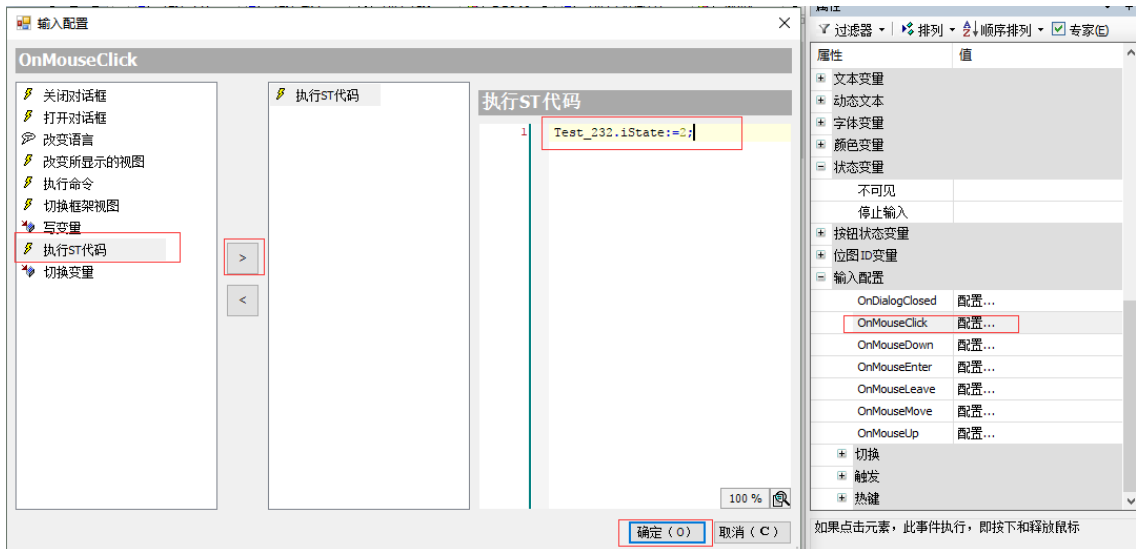 输入配置
OnMouseClick
关闭对话框
打开对话框
改变语言
改变所显示的视图
执行命令
切换框架视图
写变量
执行ST代码
切换变量
>
<
执行ST代码
执行ST代码
1 Test_232.iState:=2;
100 %
确定（O）
取消（C）
属性
过滤器 排列 顺序排列 专家(E)
属性 值
文本变量
动态文本
字体变量
颜色变量
状态变量
不可见
停止输入
按钮状态变量
位图ID变量
输入配置
OnDialogClosed 配置...
OnMouseClick 配置...
OnMouseDown 配置...
OnMouseEnter 配置...
OnMouseLeave 配置...
OnMouseMove 配置...
OnMouseUp 配置...
切换
触发
热键
如果点击元素，此事件执行，即按下和释放鼠标